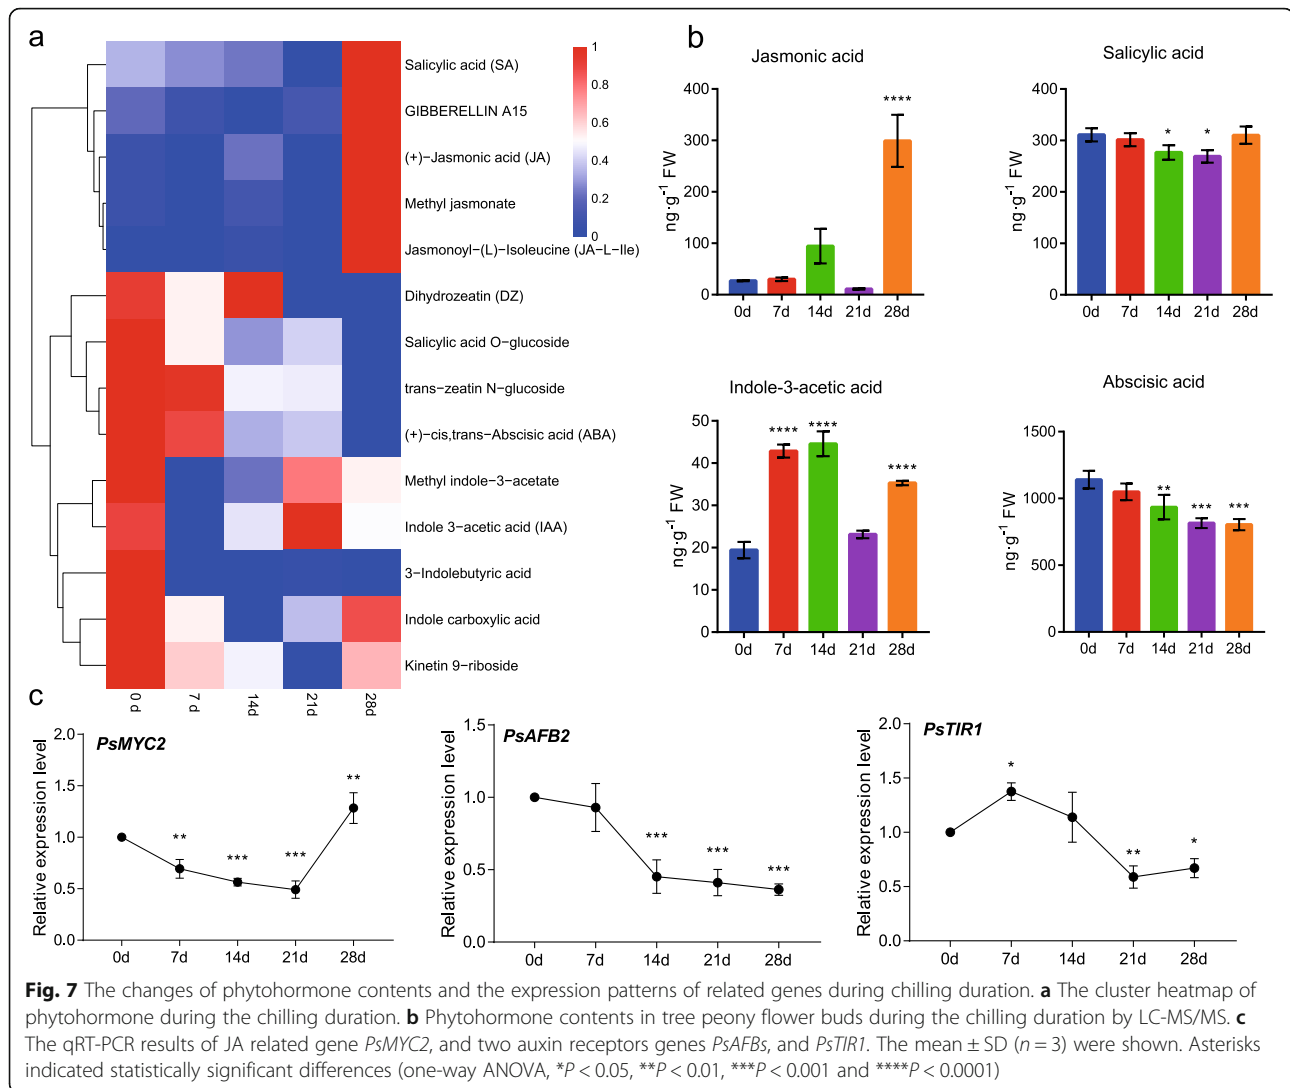 a
Salicylic acid (SA)
GIBBERELLIN A15
(+)−Jasmonic acid (JA)
Methyl jasmonate
Jasmonoyl−(L)−Isoleucine (JA−L−Ile)
Dihydrozeatin (DZ)
Salicylic acid O−glucoside
trans−zeatin N−glucoside
(+)−cis,trans−Abscisic acid (ABA)
Methyl indole−3−acetate
Indole 3−acetic acid (IAA)
3−Indolebutyric acid
Indole carboxylic acid
Kinetin 9−riboside
1
0.8
0.6
0.4
0.2
0
0 d
7 d
14d
21d
28d
b
Jasmonic acid
ng·g⁻¹ FW
400
300
200
100
0
****
0d 7d 14d 21d 28d
Salicylic acid
ng·g⁻¹ FW
400
300
200
100
0
* *
0d 7d 14d 21d 28d
Indole-3-acetic acid
ng·g⁻¹ FW
50
40
30
20
10
0
**** **** ****
0d 7d 14d 21d 28d
Abscisic acid
ng·g⁻¹ FW
1500
1000
500
0
** *** ***
0d 7d 14d 21d 28d
c
PsMYC2
Relative expression level
2.0
1.5
1.0
0.5
0.0
** *** *** **
0d 7d 14d 21d 28d
PsAFB2
Relative expression level
1.5
1.0
0.5
0.0
*** *** ***
0d 7d 14d 21d 28d
PsTIR1
Relative expression level
2.0
1.5
1.0
0.5
0.0
* ** *
0d 7d 14d 21d 28d
Fig. 7 The changes of phytohormone contents and the expression patterns of related genes during chilling duration. a The cluster heatmap of
phytohormone during the chilling duration. b Phytohormone contents in tree peony flower buds during the chilling duration by LC-MS/MS. c
The qRT-PCR results of JA related gene PsMYC2, and two auxin receptors genes PsAFBs, and PsTIR1. The mean ± SD (n = 3) were shown. Asterisks
indicated statistically significant differences (one-way ANOVA, *P < 0.05, **P < 0.01, ***P < 0.001 and ****P < 0.0001)